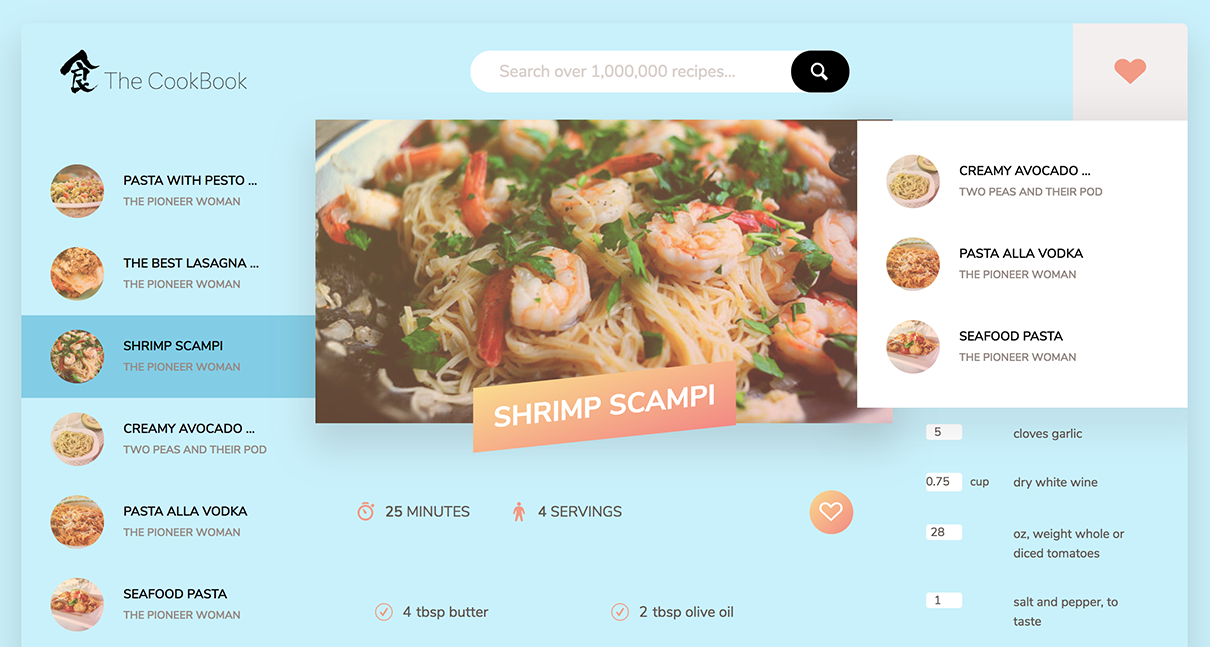 食 The CookBook
Search over 1,000,000 recipes...
PASTA WITH PESTO ...
THE PIONEER WOMAN
THE BEST LASAGNA ...
THE PIONEER WOMAN
SHRIMP SCAMPI
THE PIONEER WOMAN
CREAMY AVOCADO ...
TWO PEAS AND THEIR POD
PASTA ALLA VODKA
THE PIONEER WOMAN
SEAFOOD PASTA
THE PIONEER WOMAN
SHRIMP SCAMPI
25 MINUTES
4 SERVINGS
4 tbsp butter
2 tbsp olive oil
CREAMY AVOCADO ...
TWO PEAS AND THEIR POD
PASTA ALLA VODKA
THE PIONEER WOMAN
SEAFOOD PASTA
THE PIONEER WOMAN
5 cloves garlic
0.75 cup dry white wine
28 oz, weight whole or
diced tomatoes
1 salt and pepper, to
taste